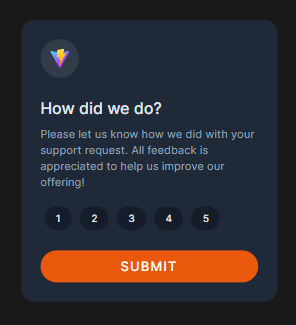 How did we do?
Please let us know how we did with your
support request. All feedback is
appreciated to help us improve our
offering!
1 2 3 4 5
SUBMIT